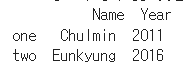 Name Year
one Chulmin 2011
two Eunkyung 2016